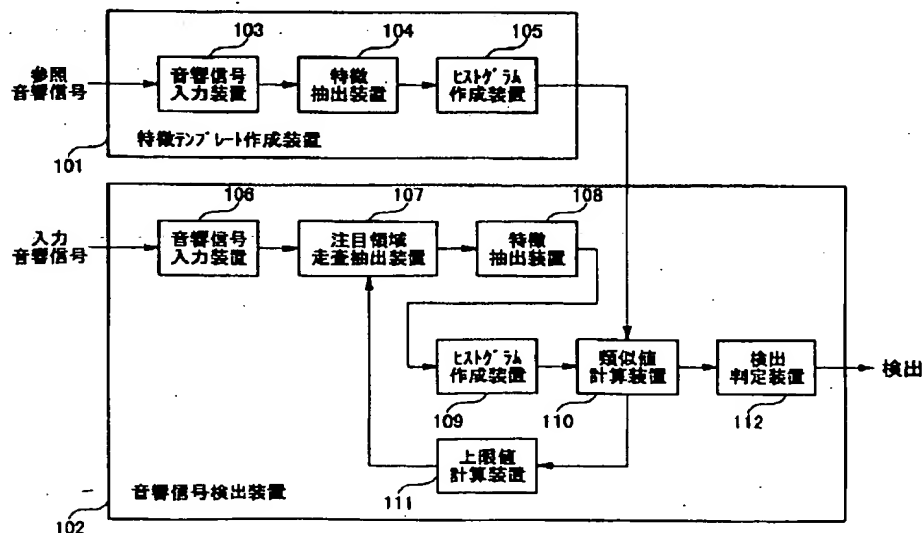 103
104
105
参照
音響信号
音響信号
入力装置
特徴
抽出装置
ヒストグラム
作成装置
特徴テンプレート作成装置
101
106
107
108
入力
音響信号
音響信号
入力装置
注目領域
走査抽出装置
特徴
抽出装置
ヒストグラム
作成装置
類似値
計算装置
検出
判定装置
検出
109
110
112
上限値
計算装置
111
音響信号検出装置
102